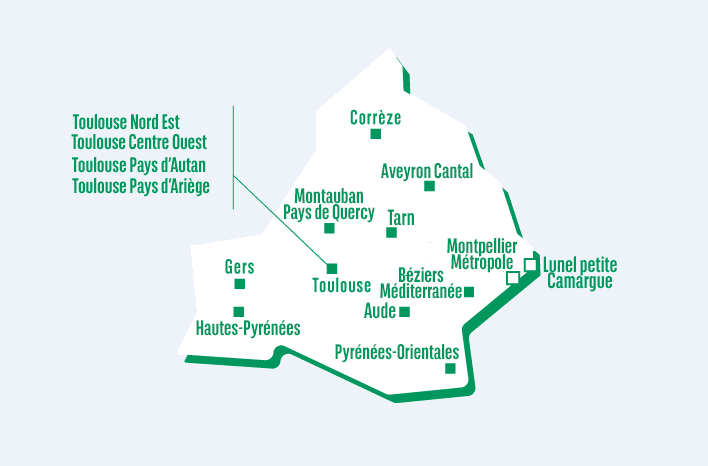 Corrèze
Toulouse Nord Est
Toulouse Centre Ouest
Toulouse Pays d'Autan
Toulouse Pays d'Ariège
Aveyron Cantal
Montauban
Pays de Quercy
Tarn
Montpellier
Métropole
Lunel petite
Camargue
Gers
Toulouse
Béziers
Méditerranée
Aude
Hautes-Pyrénées
Pyrénées-Orientales